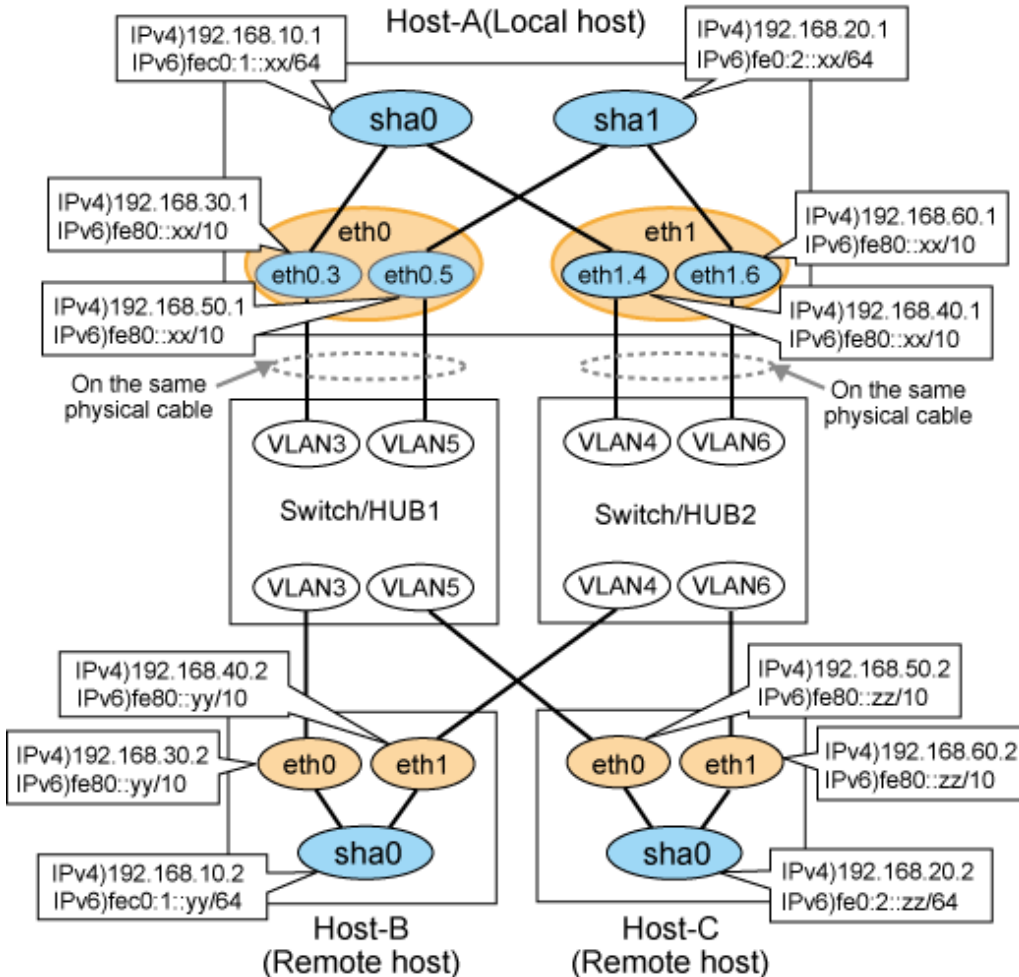 Host-A(Local host)
IPv4)192.168.10.1
IPv6)fec0:1::xx/64
IPv4)192.168.20.1
IPv6)fe0:2::xx/64
sha0
sha1
IPv4)192.168.30.1
IPv6)fe80::xx/10
eth0
eth1
IPv4)192.168.60.1
IPv6)fe80::xx/10
eth0.3
eth0.5
eth1.4
eth1.6
IPv4)192.168.50.1
IPv6)fe80::xx/10
IPv4)192.168.40.1
IPv6)fe80::xx/10
On the same
physical cable
On the same
physical cable
VLAN3
VLAN5
VLAN4
VLAN6
Switch/HUB1
Switch/HUB2
VLAN3
VLAN5
VLAN4
VLAN6
IPv4)192.168.40.2
IPv6)fe80::yy/10
IPv4)192.168.50.2
IPv6)fe80::zz/10
IPv4)192.168.30.2
IPv6)fe80::yy/10
eth0
eth1
eth0
eth1
IPv4)192.168.60.2
IPv6)fe80::zz/10
sha0
sha0
IPv4)192.168.10.2
IPv6)fec0:1::yy/64
IPv4)192.168.20.2
IPv6)fe0:2::zz/64
Host-B
(Remote host)
Host-C
(Remote host)